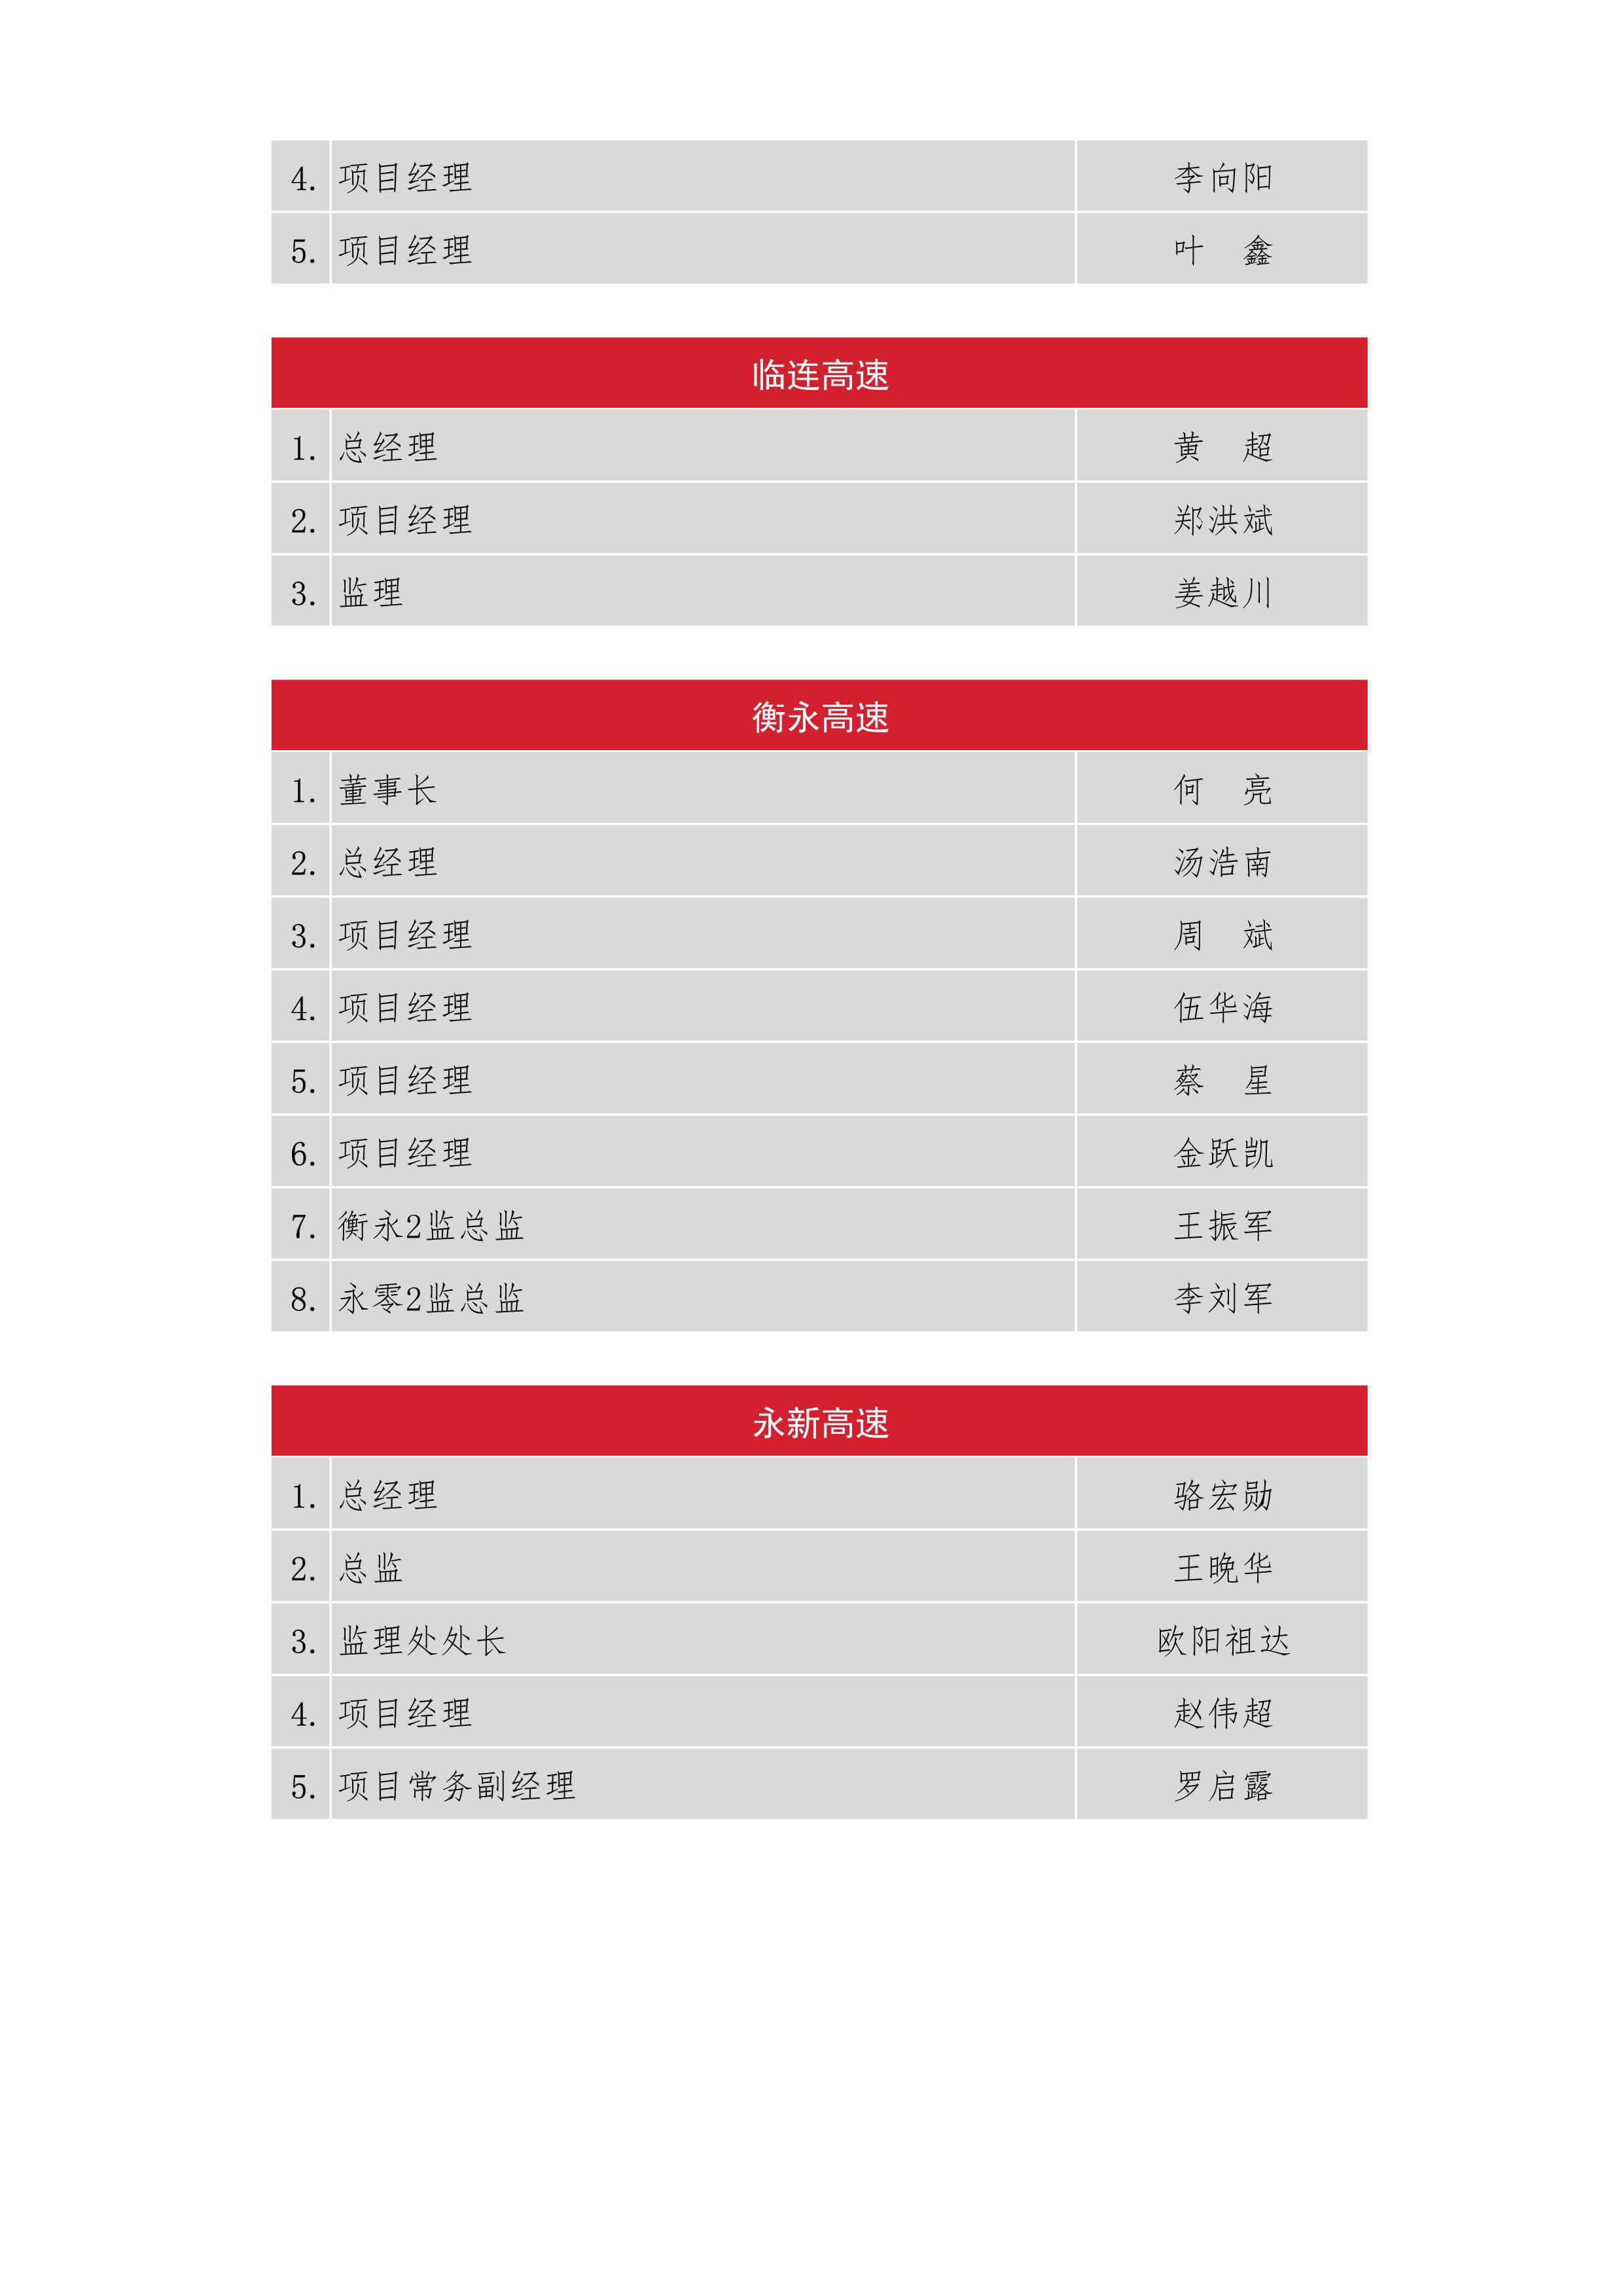 4. 项目经理 李向阳
5. 项目经理 叶　鑫
临连高速
1. 总经理 黄　超
2. 项目经理 郑洪斌
3. 监理 姜越川
衡永高速
1. 董事长 何　亮
2. 总经理 汤浩南
3. 项目经理 周　斌
4. 项目经理 伍华海
5. 项目经理 蔡　星
6. 项目经理 金跃凯
7. 衡永2监总监 王振军
8. 永零2监总监 李刘军
永新高速
1. 总经理 骆宏勋
2. 总监 王晚华
3. 监理处处长 欧阳祖达
4. 项目经理 赵伟超
5. 项目常务副经理 罗启露